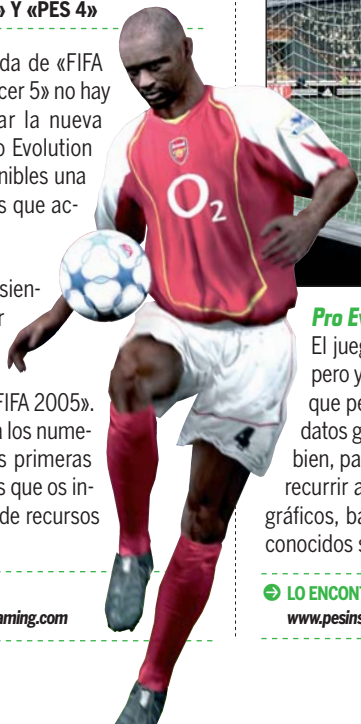 » Y «PES 4»
da de «FIFA
cer 5» no hay
ar la nueva
o Evolution
nibles una
s que ac-
sien-
r
FIFA 2005».
los nume-
s primeras
s que os in-
de recursos
aming.com
O2
4
Pro Ev
El jueg
pero y
que pe
datos g
bien, pa
recurrir a
gráficos, ba
conocidos s
LO ENCONT
www.pesins